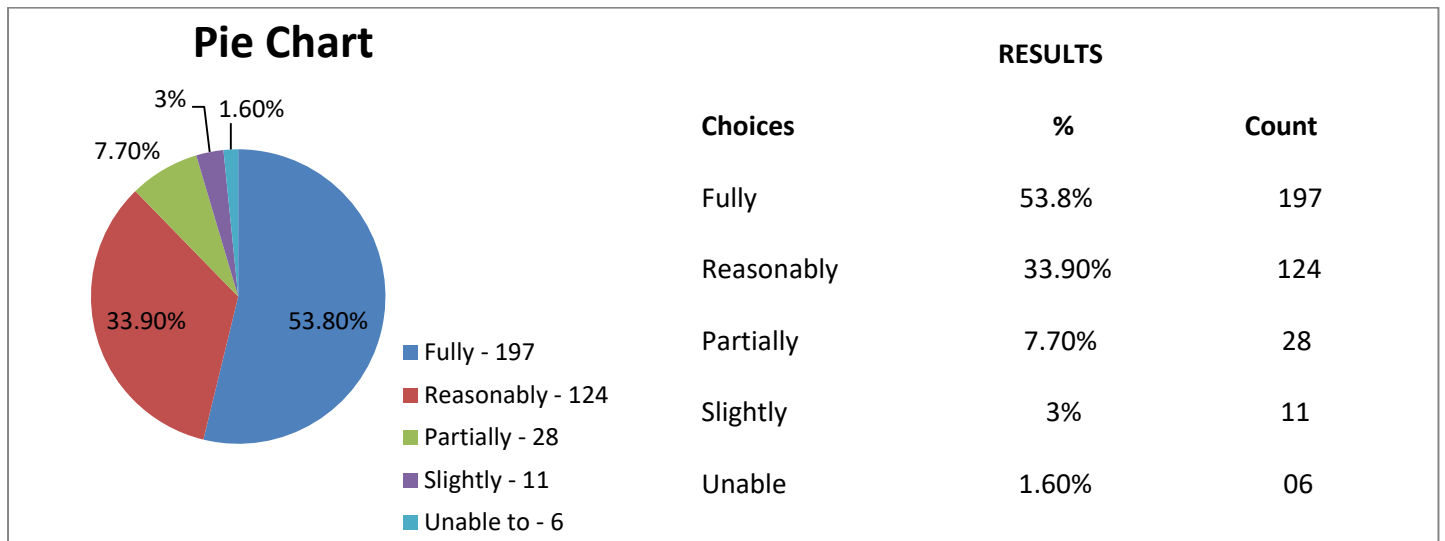 Pie Chart
3%
1.60%
7.70%
33.90%
53.80%
Fully - 197
Reasonably - 124
Partially - 28
Slightly - 11
Unable to - 6
RESULTS
Choices % Count
Fully 53.8% 197
Reasonably 33.90% 124
Partially 7.70% 28
Slightly 3% 11
Unable 1.60% 06